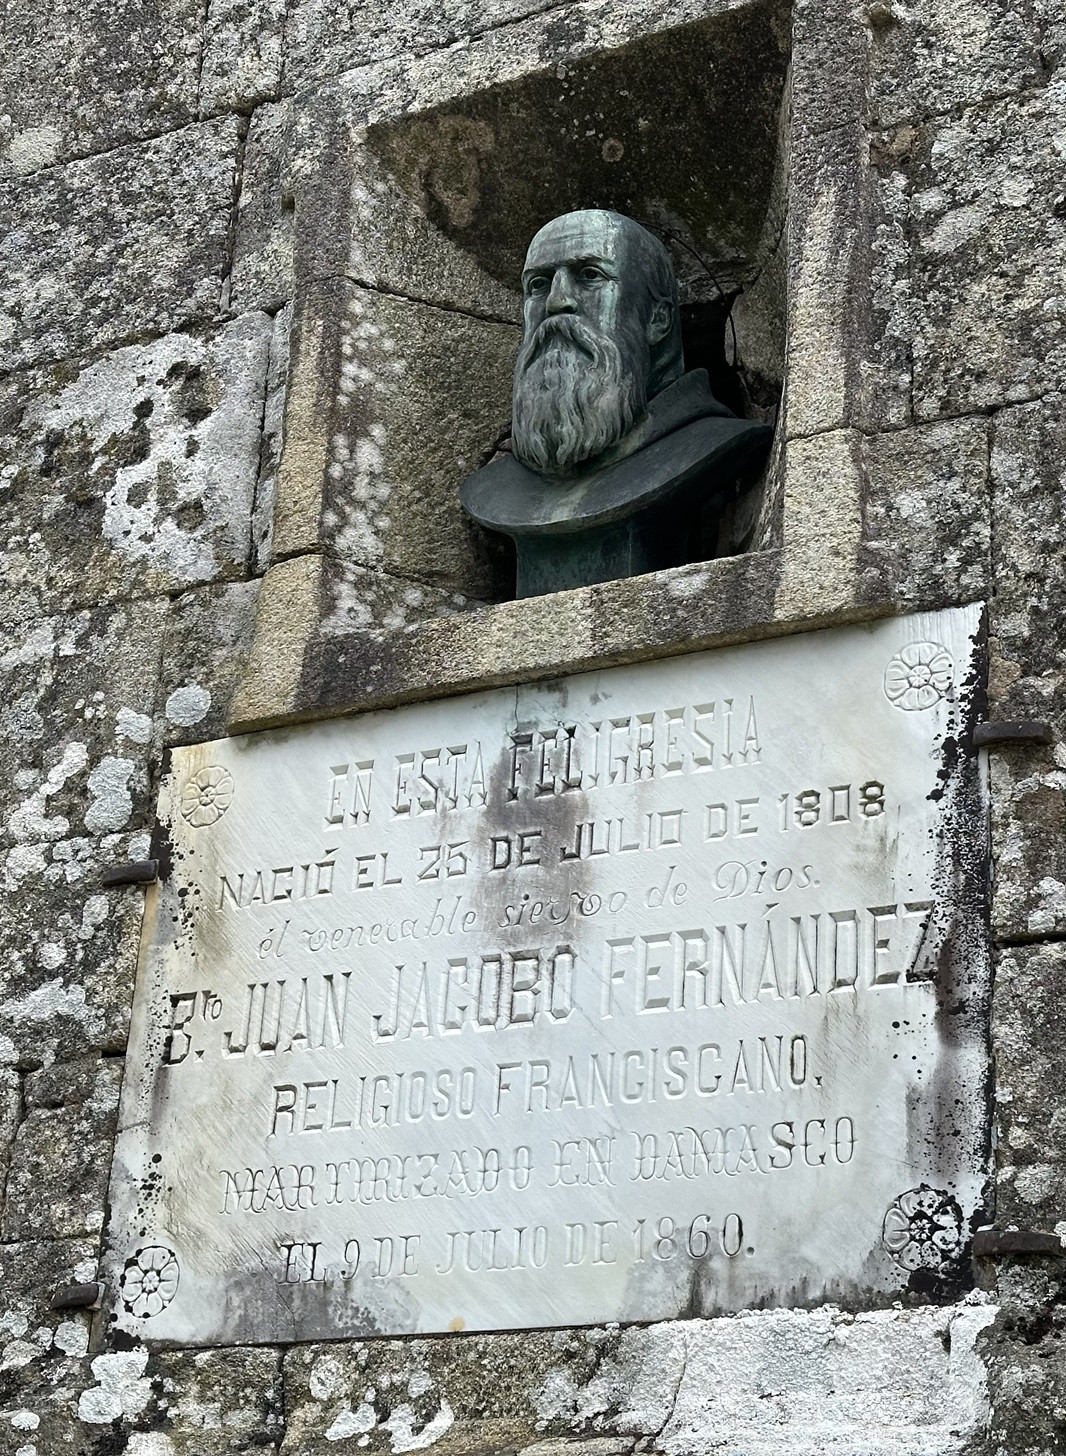 EN ESTA FELIGRESIA
NACIÓ EL 25 DE JULIO DE 1808
él venerable siervo de Dios.
B.to JUAN JACOBO FERNÁNDEZ
RELIGIOSO FRANCISCANO.
MARTIRIZADO EN DAMASCO
EL 9 DE JULIO DE 1860.